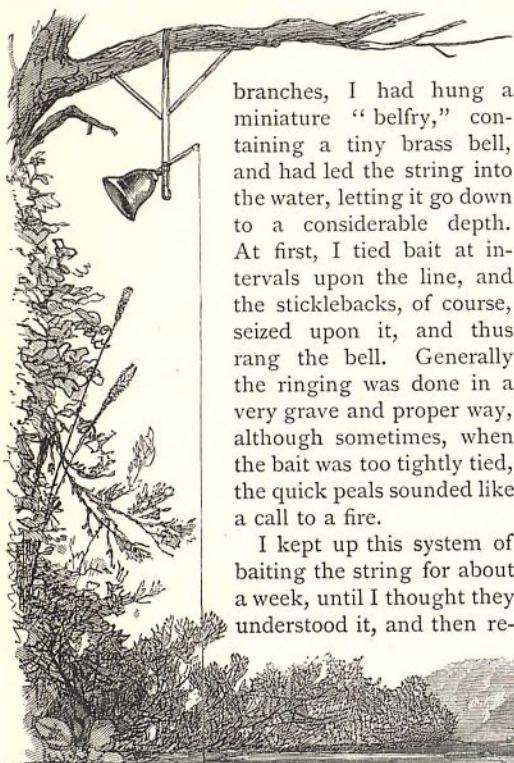 branches, I had hung a
miniature “ belfry,” con-
taining a tiny brass bell,
and had led the string into
the water, letting it go down
to a considerable depth.
At first, I tied bait at in-
tervals upon the line, and
the sticklebacks, of course,
seized upon it, and thus
rang the bell. Generally
the ringing was done in a
very grave and proper way,
although sometimes, when
the bait was too tightly tied,
the quick peals sounded like
a call to a fire.
I kept up this system of
baiting the string for about
a week, until I thought they
understood it, and then re-